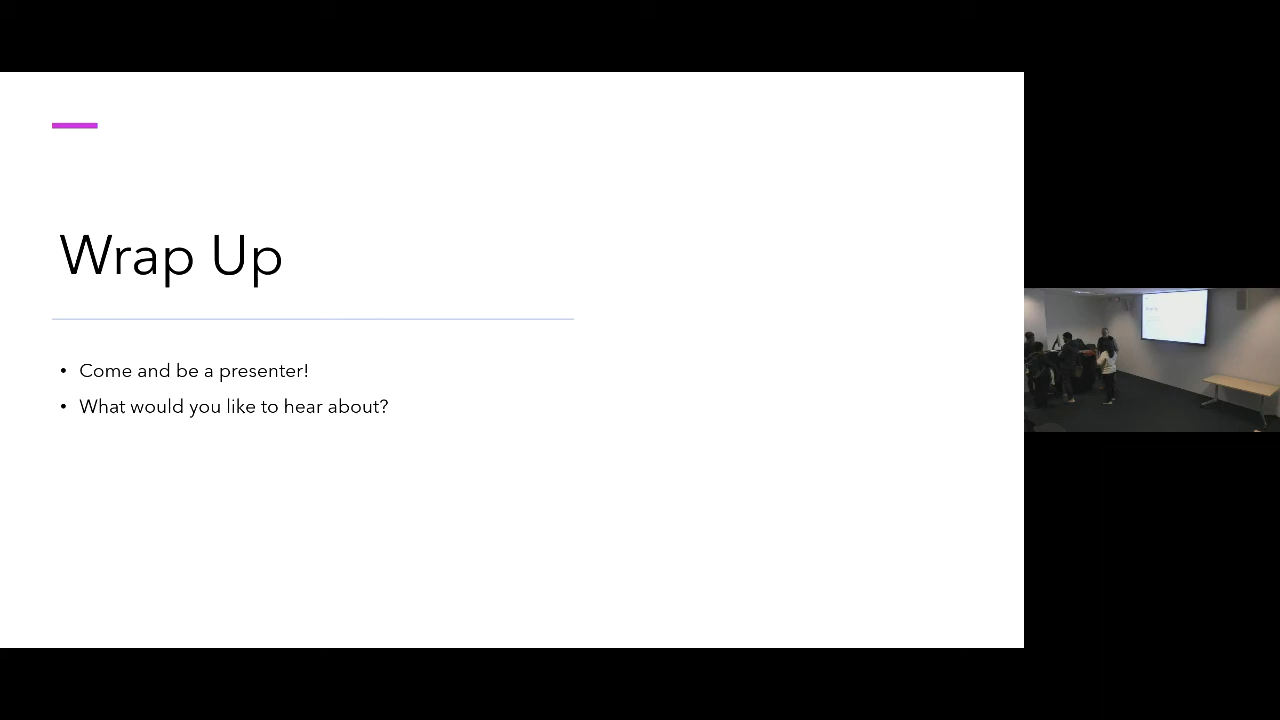 Wrap Up
• Come and be a presenter!
• What would you like to hear about?